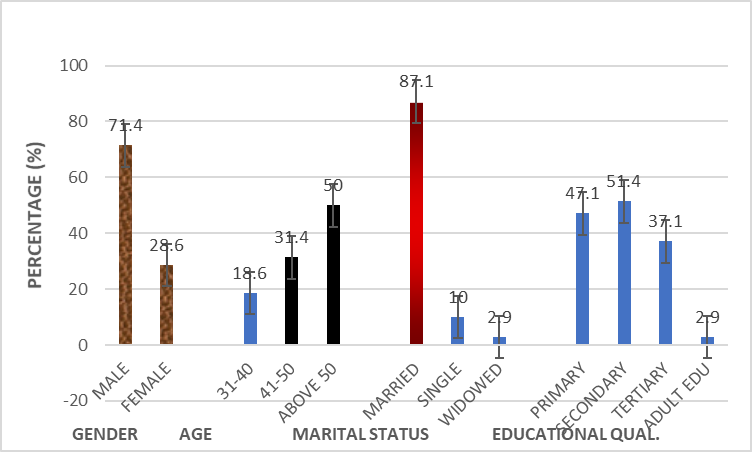 PERCENTAGE (%)
100
80
60
40
20
0
-20
71.4
28.6
18.6
31.4
50
87.1
10
2.9
47.1
51.4
37.1
2.9
MALE
FEMALE
31-40
41-50
ABOVE 50
MARRIED
SINGLE
WIDOWED
PRIMARY
SECONDARY
TERTIARY
ADULT EDU
GENDER AGE MARITAL STATUS EDUCATIONAL QUAL.